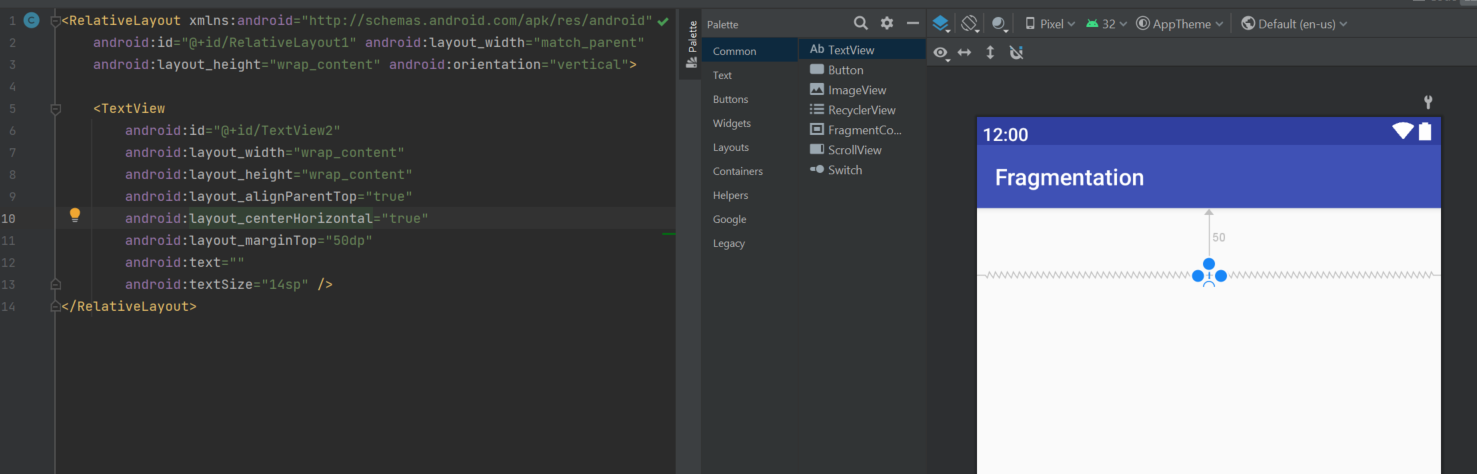 1 <RelativeLayout xmlns:android="http://schemas.android.com/apk/res/android"
2 android:id="@+id/RelativeLayout1" android:layout_width="match_parent"
3 android:layout_height="wrap_content" android:orientation="vertical">
4
5 <TextView
6 android:id="@+id/TextView2"
7 android:layout_width="wrap_content"
8 android:layout_height="wrap_content"
9 android:layout_alignParentTop="true"
10 android:layout_centerHorizontal="true"
11 android:layout_marginTop="50dp"
12 android:text=""
13 android:textSize="14sp" />
14 </RelativeLayout>
C
Palette
Palette
Common
Text
Buttons
Widgets
Layouts
Containers
Helpers
Google
Legacy
Ab TextView
Button
ImageView
RecyclerView
FragmentCo...
ScrollView
Switch
Pixel 32 AppTheme Default (en-us)
12:00
Fragmentation
50